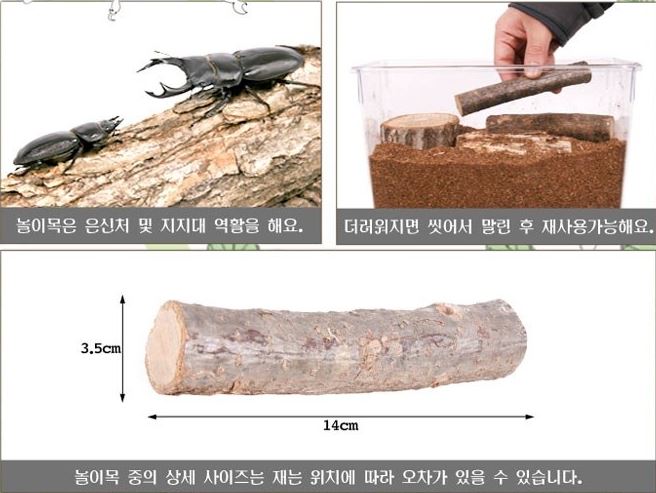 놀이목은 은신처 및 지지대 역활을 해요.
더러워지면 씻어서 말린 후 재사용가능해요.
3.5cm
14cm
놀이목 중의 상세 사이즈는 재는 위치에 따라 오차가 있을 수 있습니다.